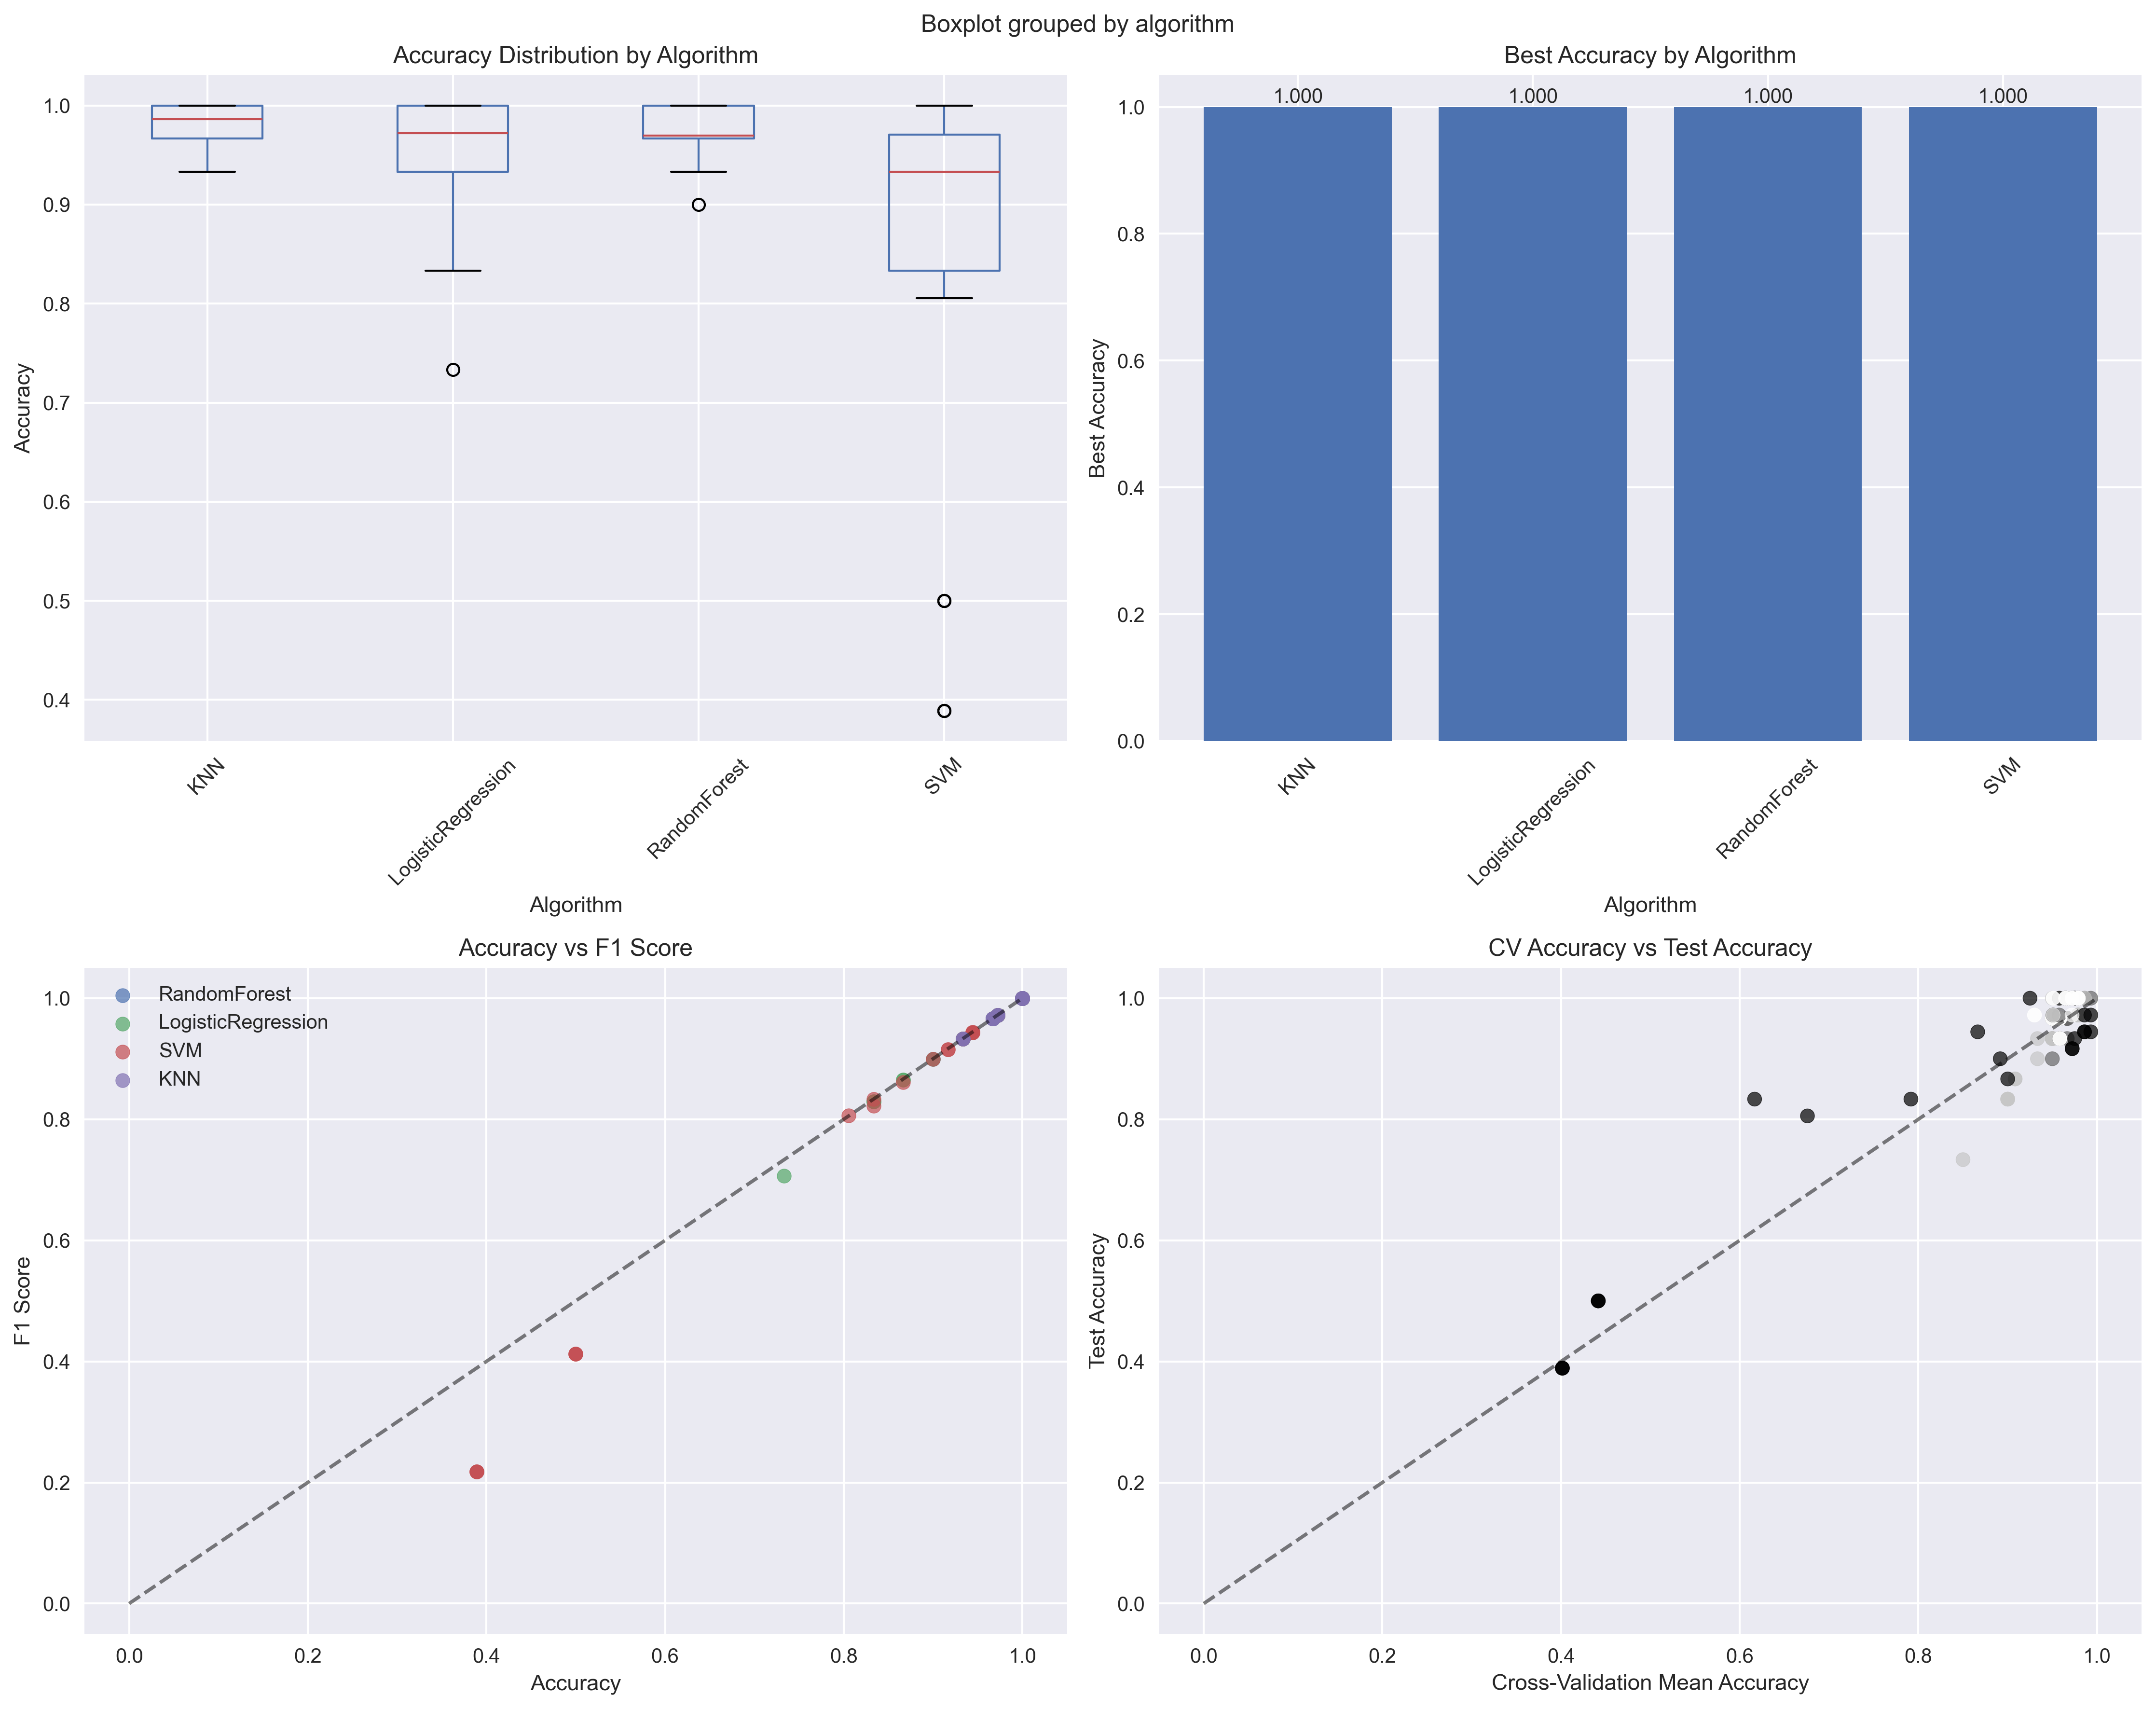 Boxplot grouped by algorithm
Accuracy Distribution by Algorithm
1.0
0.9
0.8
0.7
0.6
0.5
0.4
Accuracy
KNN
LogisticRegression
RandomForest
SVM
Algorithm
Best Accuracy by Algorithm
1.000
1.000
1.000
1.000
1.0
0.8
0.6
0.4
0.2
0.0
Best Accuracy
KNN
LogisticRegression
RandomForest
SVM
Algorithm
Accuracy vs F1 Score
RandomForest
LogisticRegression
SVM
KNN
1.0
0.8
0.6
0.4
0.2
0.0
F1 Score
0.0
0.2
0.4
0.6
0.8
1.0
Accuracy
CV Accuracy vs Test Accuracy
1.0
0.8
0.6
0.4
0.2
0.0
Test Accuracy
0.0
0.2
0.4
0.6
0.8
1.0
Cross-Validation Mean Accuracy